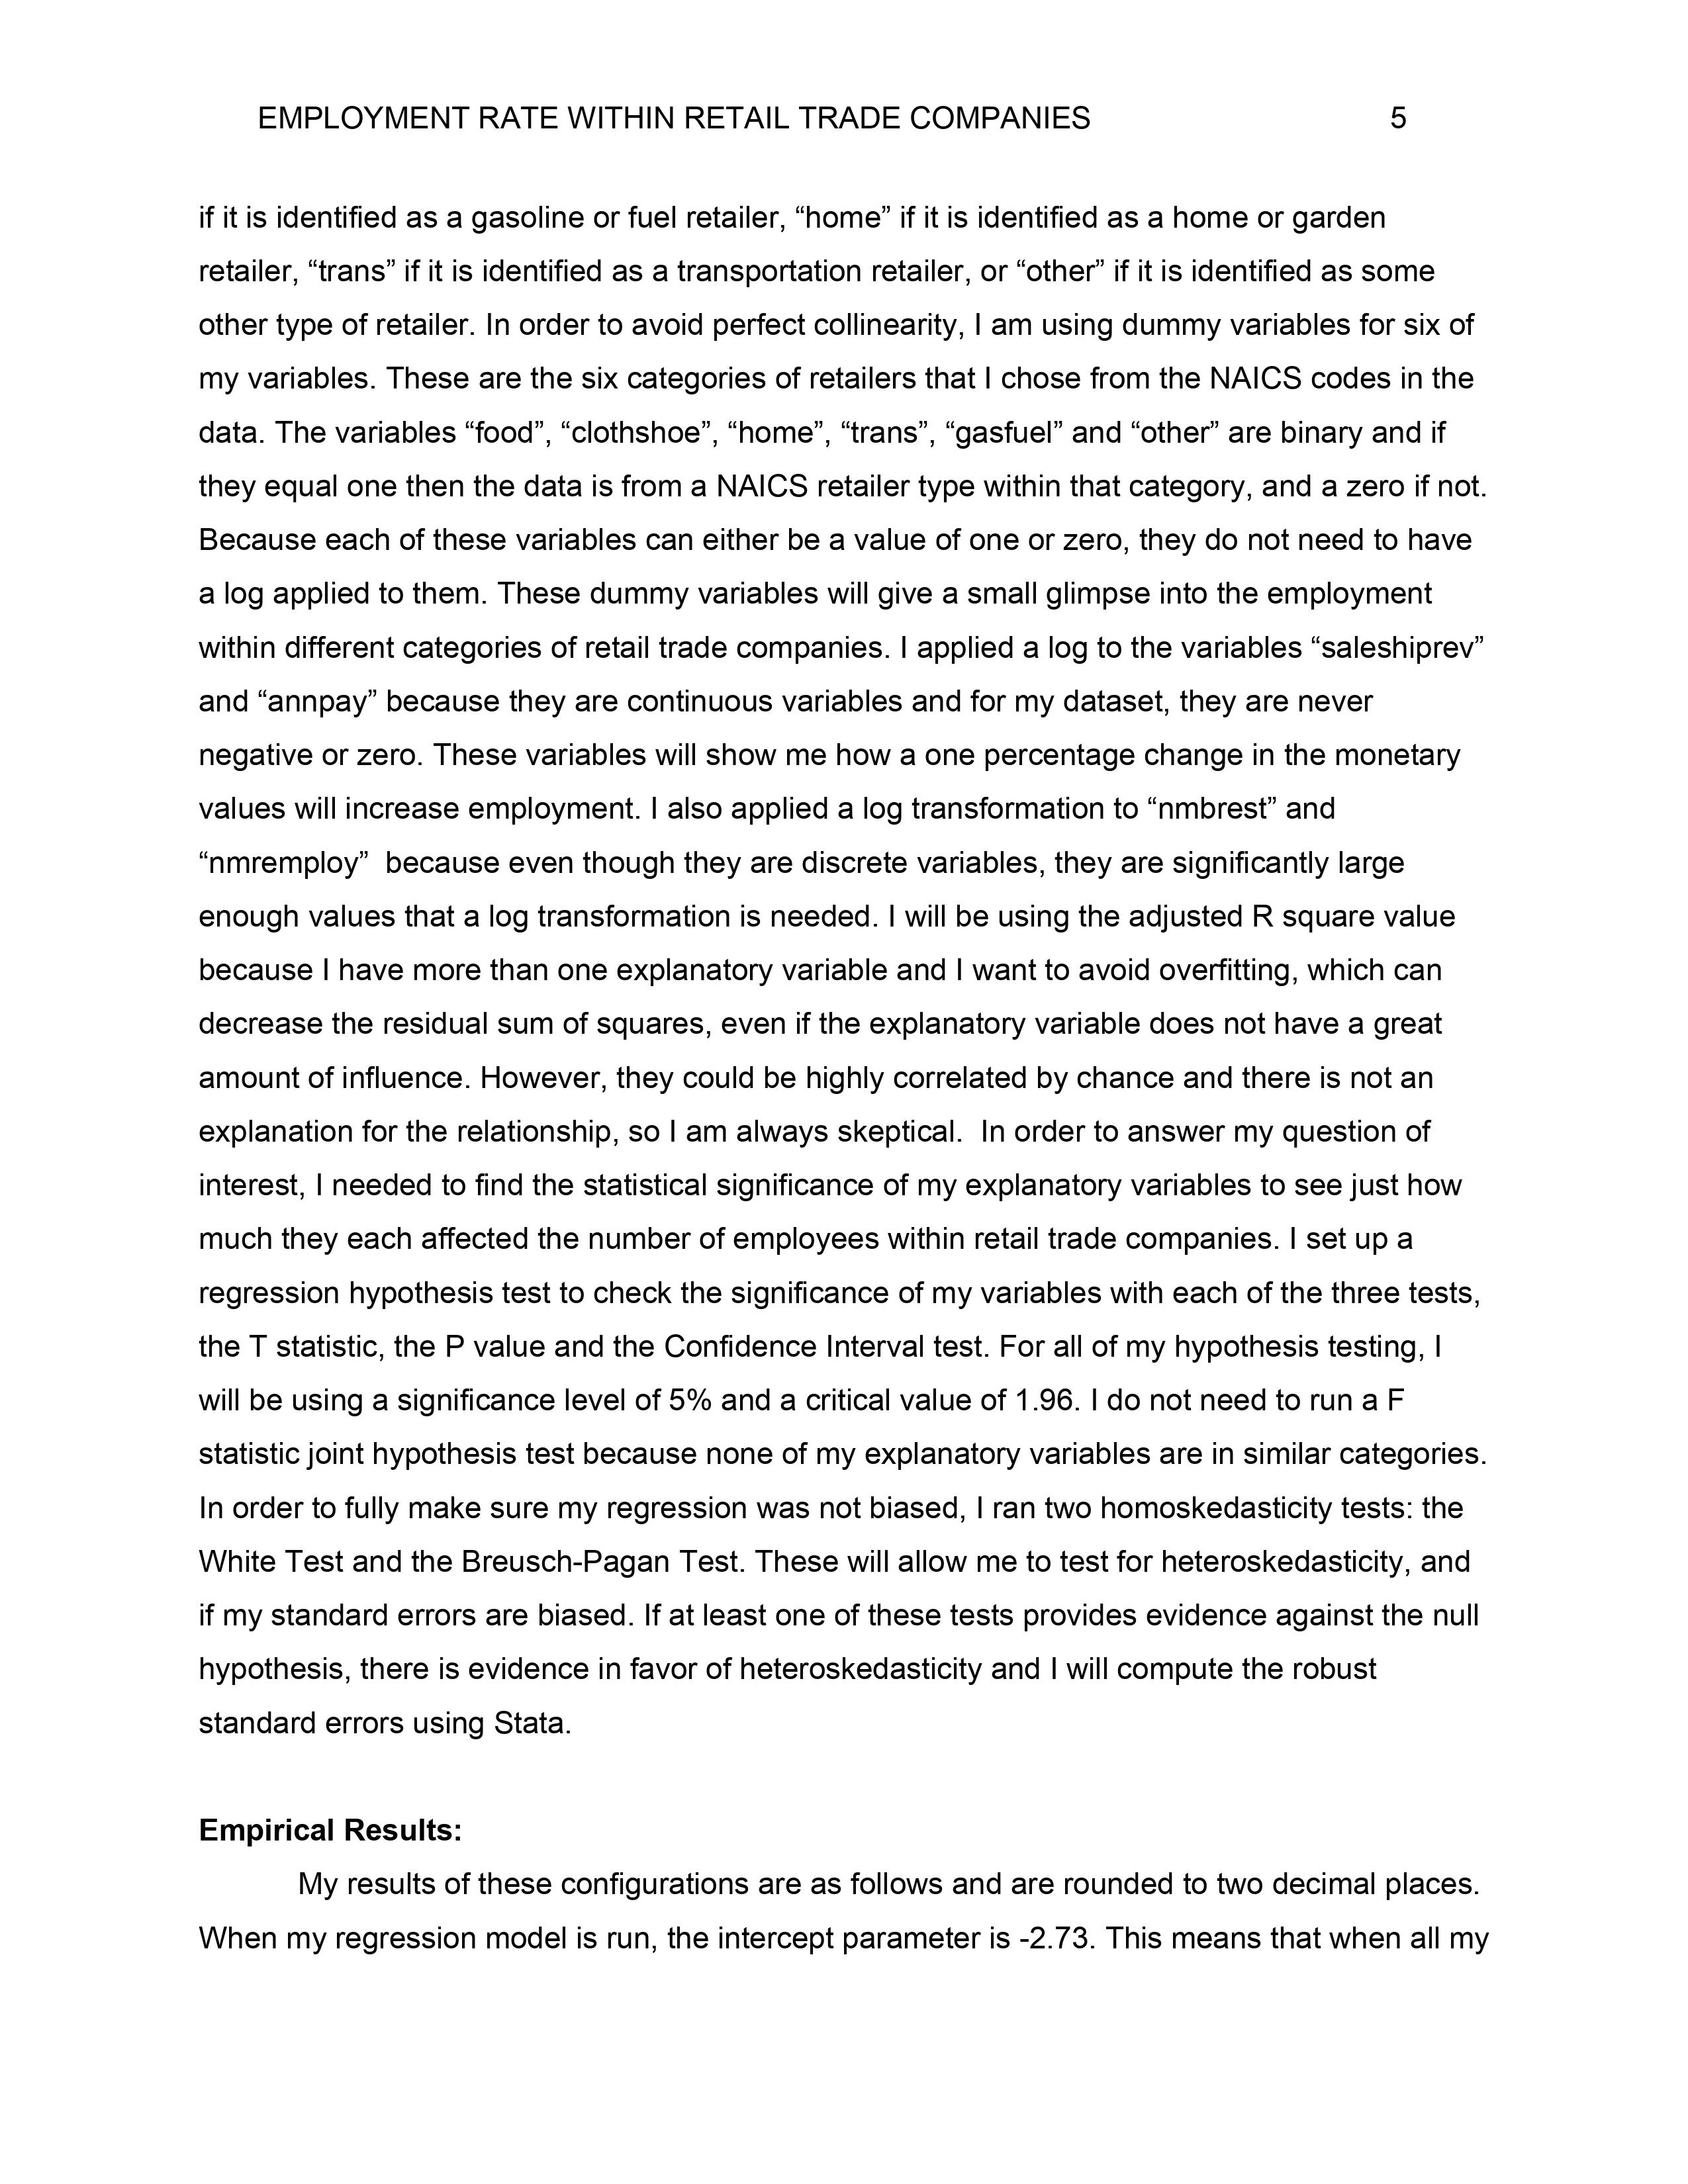 EMPLOYMENT RATE WITHIN RETAIL TRADE COMPANIES 5
if it is identified as a gasoline or fuel retailer, “home” if it is identified as a home or garden
retailer, “trans” if it is identified as a transportation retailer, or “other” if it is identified as some
other type of retailer. In order to avoid perfect collinearity, I am using dummy variables for six of
my variables. These are the six categories of retailers that I chose from the NAICS codes in the
data. The variables “food”, “clothshoe”, “home”, “trans”, “gasfuel” and “other” are binary and if
they equal one then the data is from a NAICS retailer type within that category, and a zero if not.
Because each of these variables can either be a value of one or zero, they do not need to have
a log applied to them. These dummy variables will give a small glimpse into the employment
within different categories of retail trade companies. I applied a log to the variables “saleshiprev”
and “annpay” because they are continuous variables and for my dataset, they are never
negative or zero. These variables will show me how a one percentage change in the monetary
values will increase employment. I also applied a log transformation to “nmbrest” and
“nmremploy”  because even though they are discrete variables, they are significantly large
enough values that a log transformation is needed. I will be using the adjusted R square value
because I have more than one explanatory variable and I want to avoid overfitting, which can
decrease the residual sum of squares, even if the explanatory variable does not have a great
amount of influence. However, they could be highly correlated by chance and there is not an
explanation for the relationship, so I am always skeptical.  In order to answer my question of
interest, I needed to find the statistical significance of my explanatory variables to see just how
much they each affected the number of employees within retail trade companies. I set up a
regression hypothesis test to check the significance of my variables with each of the three tests,
the T statistic, the P value and the Confidence Interval test. For all of my hypothesis testing, I
will be using a significance level of 5% and a critical value of 1.96. I do not need to run a F
statistic joint hypothesis test because none of my explanatory variables are in similar categories.
In order to fully make sure my regression was not biased, I ran two homoskedasticity tests: the
White Test and the Breusch-Pagan Test. These will allow me to test for heteroskedasticity, and
if my standard errors are biased. If at least one of these tests provides evidence against the null
hypothesis, there is evidence in favor of heteroskedasticity and I will compute the robust
standard errors using Stata.
Empirical Results:
My results of these configurations are as follows and are rounded to two decimal places.
When my regression model is run, the intercept parameter is -2.73. This means that when all my